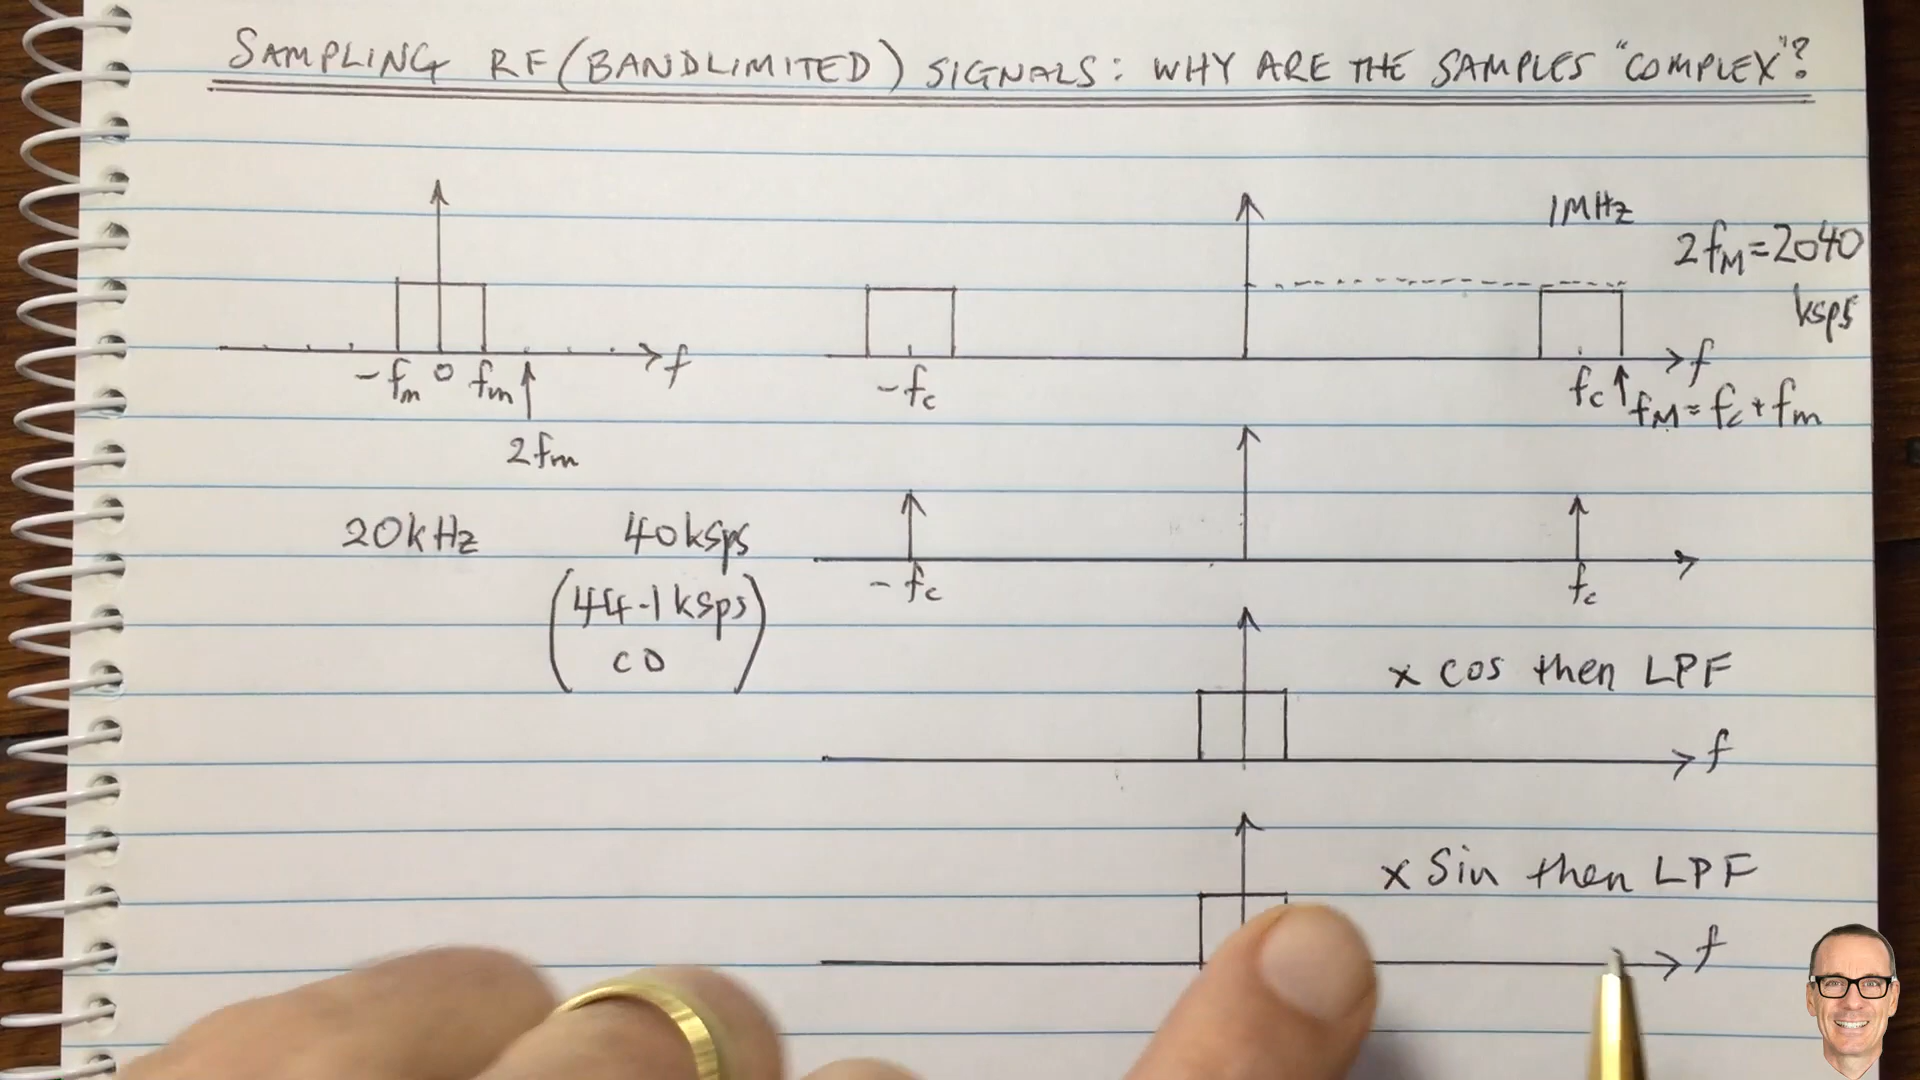 SAMPLING RF (BANDLIMITED) SIGNALS: WHY ARE THE SAMPLES "COMPLEX"?
1MHz
2fM = 2040
ksps
-fm 0 fm f
2fm
-fc fc f
fM = fc + fm
20kHz 40ksps
(44.1ksps
CD)
-fc fc
x cos then LPF
f
x Sin then LPF
f